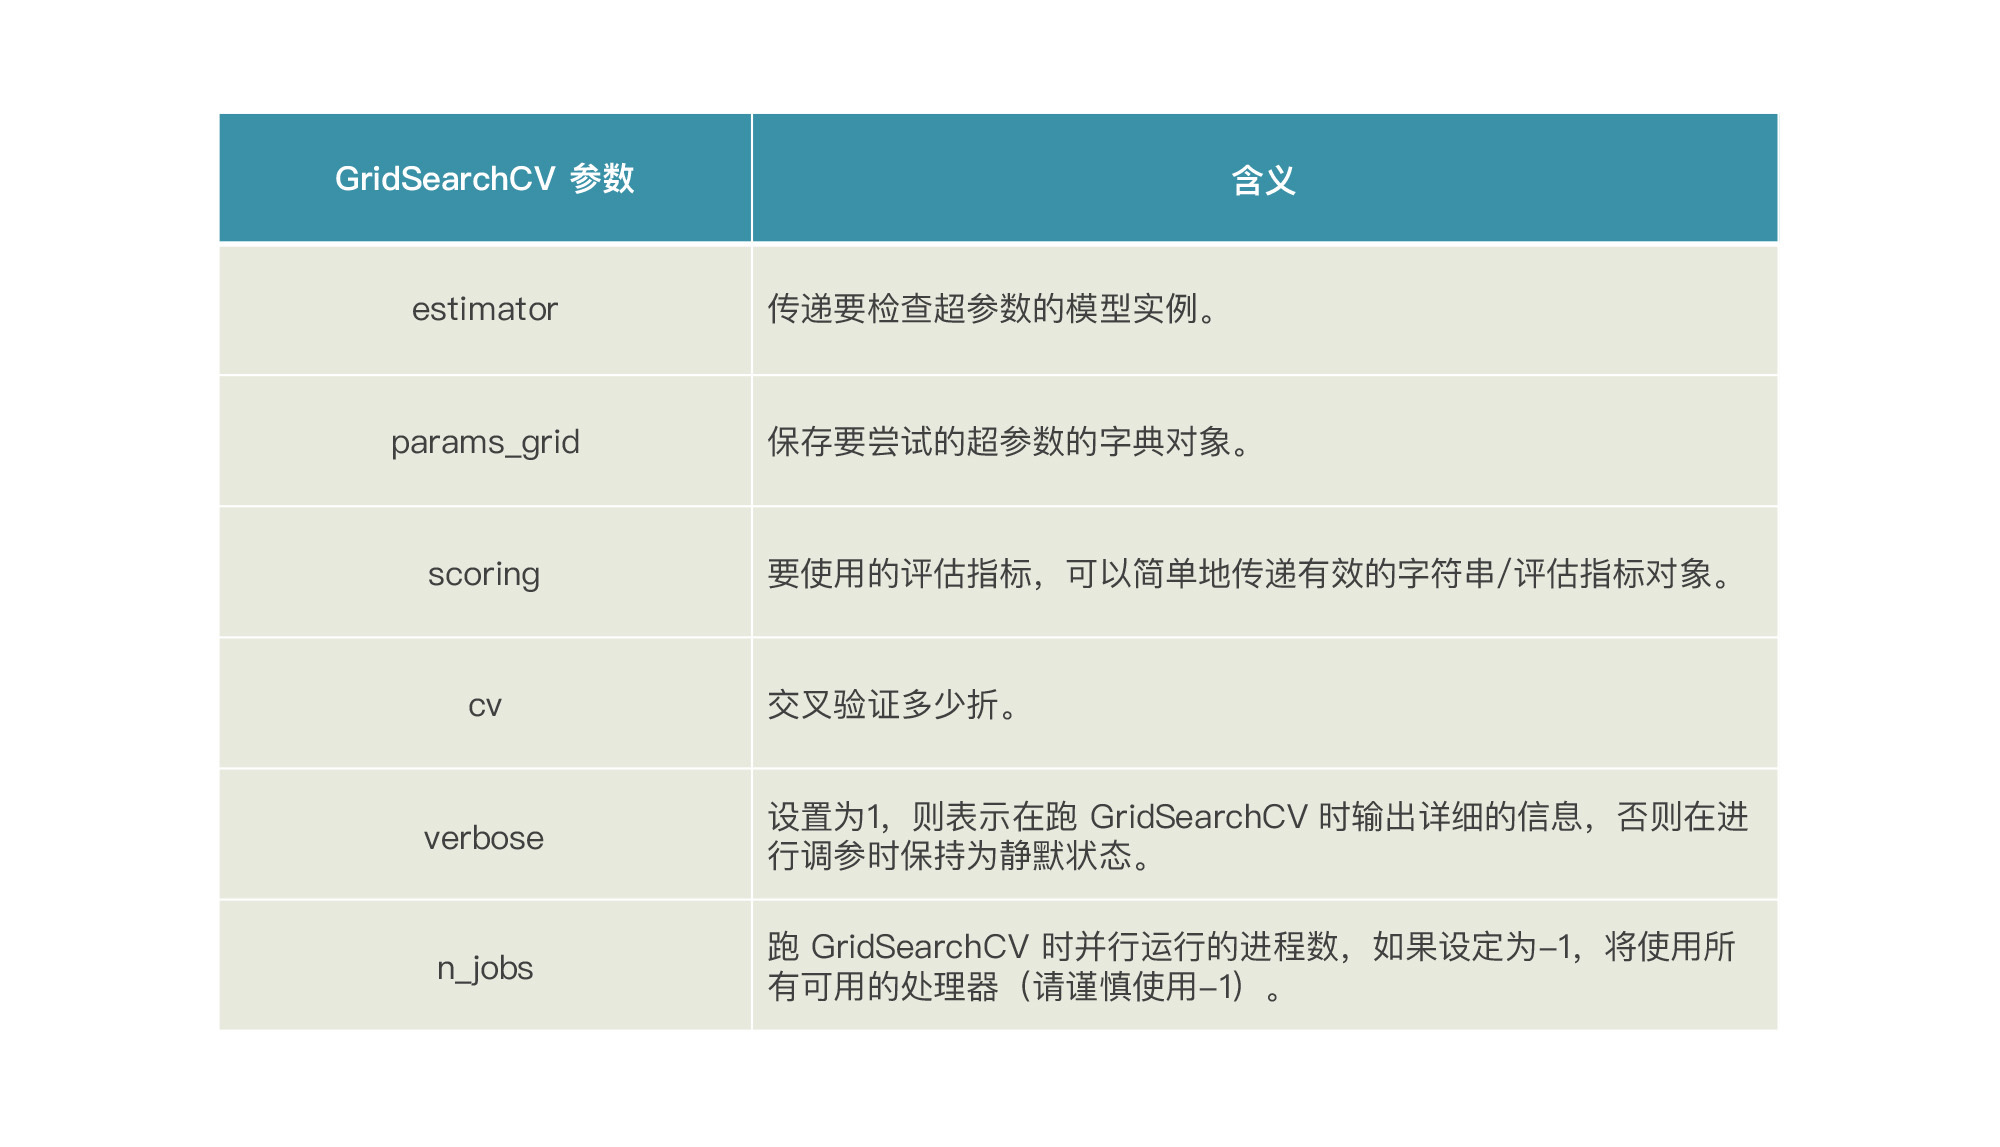 GridSearchCV 参数
含义
estimator
传递要检查超参数的模型实例。
params_grid
保存要尝试的超参数的字典对象。
scoring
要使用的评估指标，可以简单地传递有效的字符串/评估指标对象。
cv
交叉验证多少折。
verbose
设置为1，则表示在跑 GridSearchCV 时输出详细的信息，否则在进
行调参时保持为静默状态。
n_jobs
跑 GridSearchCV 时并行运行的进程数，如果设定为-1，将使用所
有可用的处理器（请谨慎使用-1）。